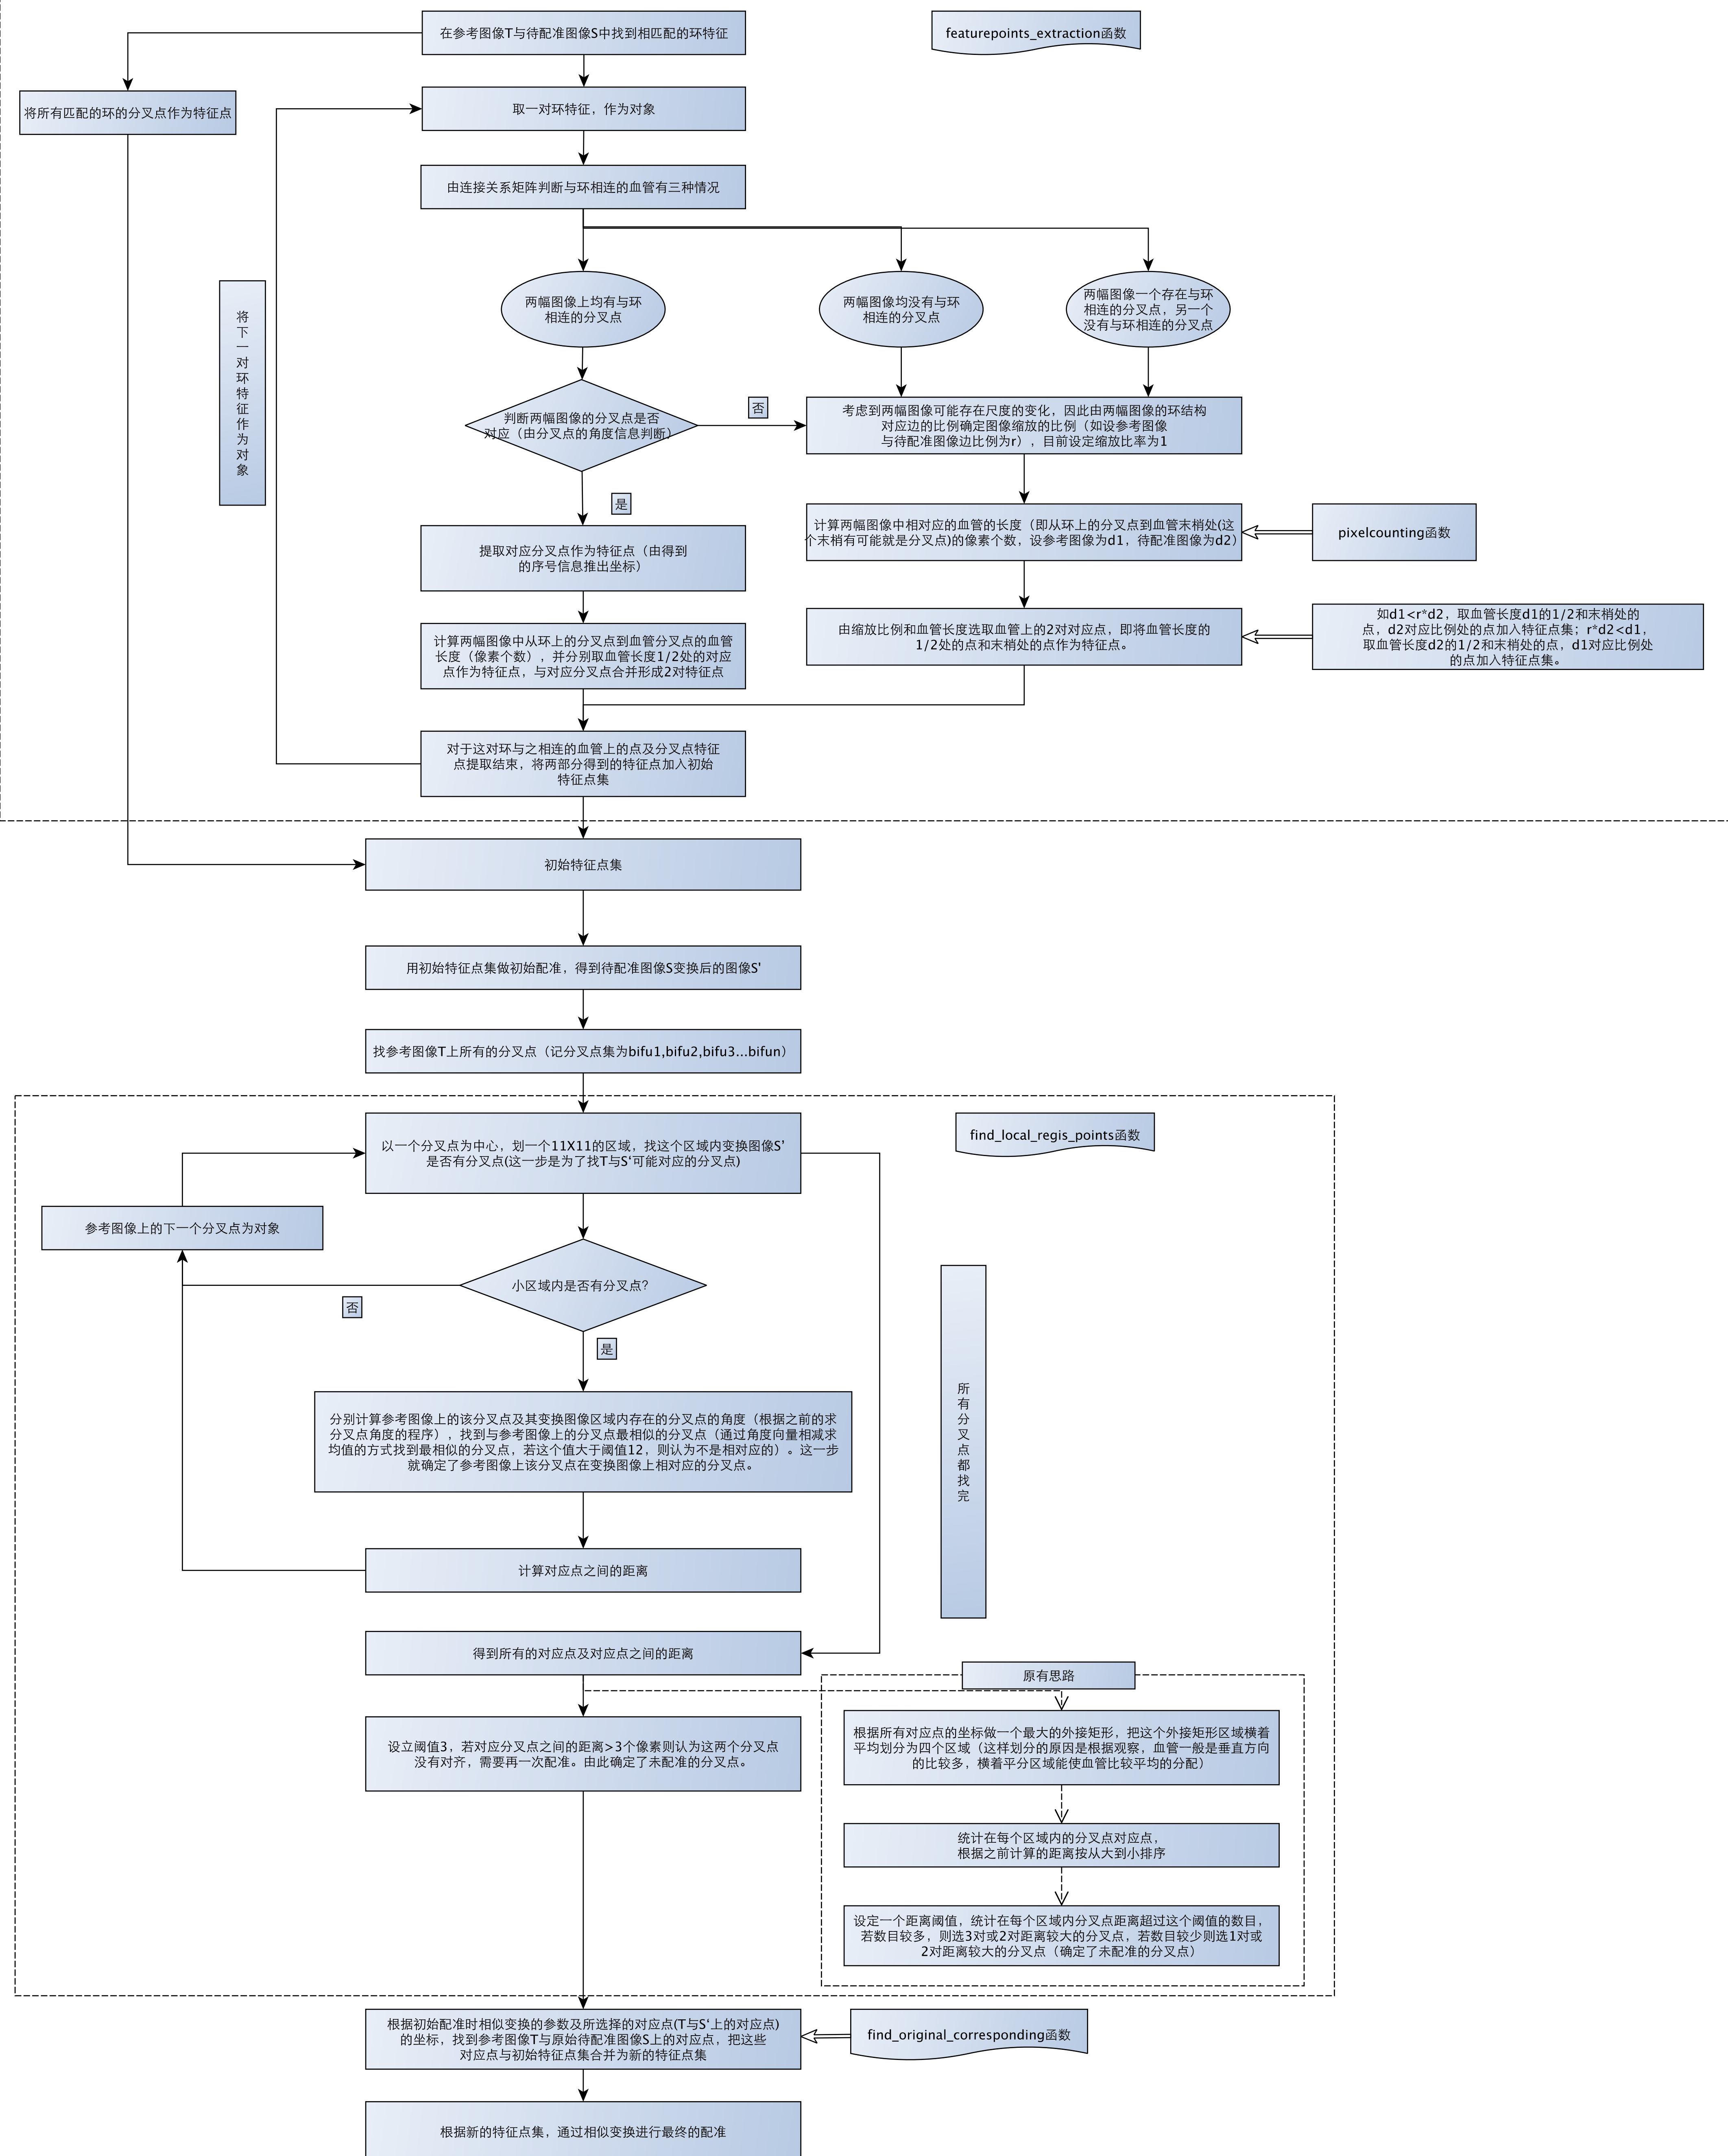 在参考图像T与待配准图像S中找到相匹配的环特征
featurepoints_extraction函数
将所有匹配的环的分叉点作为特征点
取一对环特征，作为对象
由连接关系矩阵判断与环相连的血管有三种情况
将下一对环特征作为对象
两幅图像上均有与环
相连的分叉点
两幅图像均没有与环
相连的分叉点
两幅图像一个存在与环
相连的分叉点，另一个
没有与环相连的分叉点
判断两幅图像的分叉点是否
对应（由分叉点的角度信息判断）
否
考虑到两幅图像可能存在尺度的变化，因此由两幅图像的环结构
对应边的比例确定图像缩放的比例（如设参考图像
与待配准图像边比例为r），目前设定缩放比率为1
是
提取对应分叉点作为特征点（由得到
的序号信息推出坐标）
计算两幅图像中相对应的血管的长度（即从环上的分叉点到血管末梢处(这
个末梢有可能就是分叉点)的像素个数，设参考图像为d1，待配准图像为d2）
pixelcounting函数
计算两幅图像中从环上的分叉点到血管分叉点的血管
长度（像素个数），并分别取血管长度1/2处的对应
点作为特征点，与对应分叉点合并形成2对特征点
由缩放比例和血管长度选取血管上的2对对应点，即将血管长度的
1/2处的点和末梢处的点作为特征点。
如d1<r*d2，取血管长度d1的1/2和末梢处的
点，d2对应比例处的点加入特征点集；r*d2<d1，
取血管长度d2的1/2和末梢处的点，d1对应比例处
的点加入特征点集。
对于这对环与之相连的血管上的点及分叉点特征
点提取结束，将两部分得到的特征点加入初始
特征点集
初始特征点集
用初始特征点集做初始配准，得到待配准图像S变换后的图像S'
找参考图像T上所有的分叉点（记分叉点集为bifu1,bifu2,bifu3...bifun）
以一个分叉点为中心，划一个11X11的区域，找这个区域内变换图像S’
是否有分叉点(这一步是为了找T与S'可能对应的分叉点)
find_local_regis_points函数
参考图像上的下一个分叉点为对象
小区域内是否有分叉点？
否
是
所有分叉点都找完
分别计算参考图像上的该分叉点及其变换图像区域内存在的分叉点的角度（根据之前的求
分叉点角度的程序），找到与参考图像上的分叉点最相似的分叉点（通过角度向量相减求
均值的方式找到最相似的分叉点，若这个值大于阈值12，则认为不是相对应的）。这一步
就确定了参考图像上该分叉点在变换图像上相对应的分叉点。
计算对应点之间的距离
得到所有的对应点及对应点之间的距离
原有思路
设立阈值3，若对应分叉点之间的距离>3个像素则认为这两个分叉点
没有对齐，需要再一次配准。由此确定了未配准的分叉点。
根据所有对应点的坐标做一个最大的外接矩形，把这个外接矩形区域横着
平均划分为四个区域（这样划分的原因是根据观察，血管一般是垂直方向
的比较多，横着平分区域能使血管比较平均的分配）
统计在每个区域内的分叉点对应点，
根据之前计算的距离按从大到小排序
设定一个距离阈值，统计在每个区域内分叉点距离超过这个阈值的数目，
若数目较多，则选3对或2对距离较大的分叉点，若数目较少则选1对或
2对距离较大的分叉点（确定了未配准的分叉点）
根据初始配准时相似变换的参数及所选择的对应点(T与S‘上的对应点)
的坐标，找到参考图像T与原始待配准图像S上的对应点，把这些
对应点与初始特征点集合并为新的特征点集
find_original_corresponding函数
根据新的特征点集，通过相似变换进行最终的配准